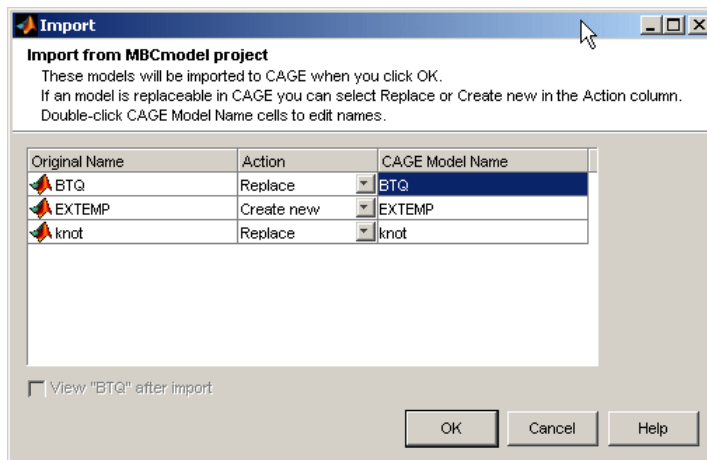 Import
Import from MBCmodel project
These models will be imported to CAGE when you click OK.
If an model is replaceable in CAGE you can select Replace or Create new in the Action column.
Double-click CAGE Model Name cells to edit names.
Original Name Action CAGE Model Name
BTQ Replace BTQ
EXTEMP Create new EXTEMP
knot Replace knot
View "BTQ" after import
OK Cancel Help